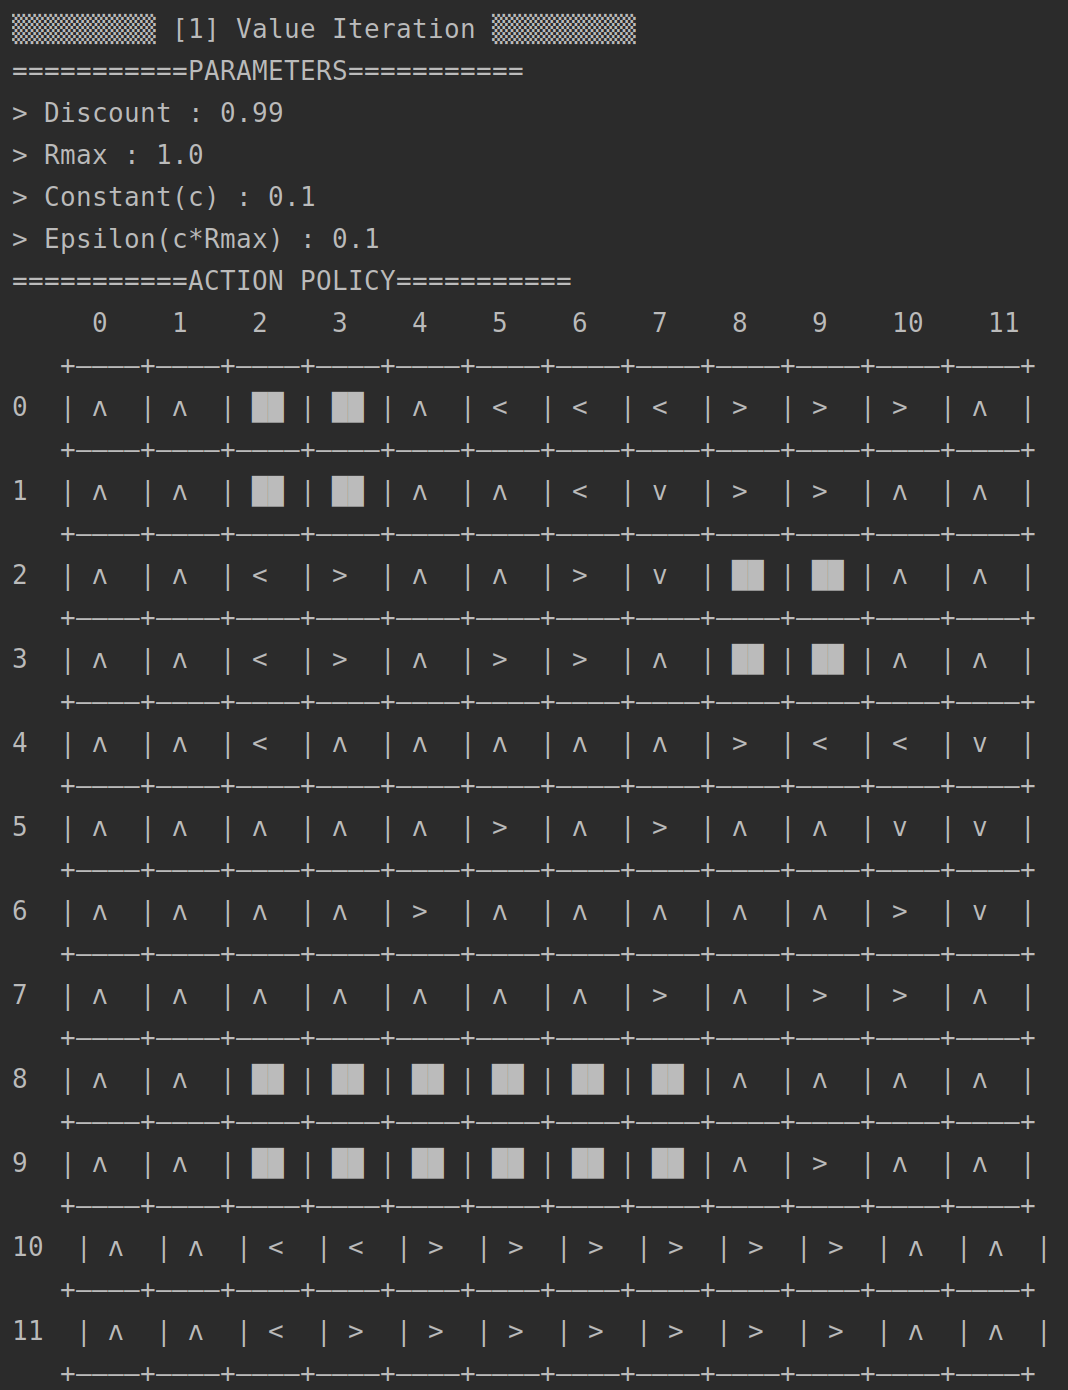 ▒▒▒▒▒▒▒▒▒ [1] Value Iteration ▒▒▒▒▒▒▒▒▒
===========PARAMETERS===========
> Discount : 0.99
> Rmax : 1.0
> Constant(c) : 0.1
> Epsilon(c*Rmax) : 0.1
===========ACTION POLICY===========
     0    1    2    3    4    5    6    7    8    9    10    11
   +————+————+————+————+————+————+————+————+————+————+————+————+
0  | ʌ  | ʌ  | ██ | ██ | ʌ  | <  | <  | <  | >  | >  | >  | ʌ  |
   +————+————+————+————+————+————+————+————+————+————+————+————+
1  | ʌ  | ʌ  | ██ | ██ | ʌ  | ʌ  | <  | v  | >  | >  | ʌ  | ʌ  |
   +————+————+————+————+————+————+————+————+————+————+————+————+
2  | ʌ  | ʌ  | <  | >  | ʌ  | ʌ  | >  | v  | ██ | ██ | ʌ  | ʌ  |
   +————+————+————+————+————+————+————+————+————+————+————+————+
3  | ʌ  | ʌ  | <  | >  | ʌ  | >  | >  | ʌ  | ██ | ██ | ʌ  | ʌ  |
   +————+————+————+————+————+————+————+————+————+————+————+————+
4  | ʌ  | ʌ  | <  | ʌ  | ʌ  | ʌ  | ʌ  | ʌ  | >  | <  | <  | v  |
   +————+————+————+————+————+————+————+————+————+————+————+————+
5  | ʌ  | ʌ  | ʌ  | ʌ  | ʌ  | >  | ʌ  | >  | ʌ  | ʌ  | v  | v  |
   +————+————+————+————+————+————+————+————+————+————+————+————+
6  | ʌ  | ʌ  | ʌ  | ʌ  | >  | ʌ  | ʌ  | ʌ  | ʌ  | ʌ  | >  | v  |
   +————+————+————+————+————+————+————+————+————+————+————+————+
7  | ʌ  | ʌ  | ʌ  | ʌ  | ʌ  | ʌ  | ʌ  | >  | ʌ  | >  | >  | ʌ  |
   +————+————+————+————+————+————+————+————+————+————+————+————+
8  | ʌ  | ʌ  | ██ | ██ | ██ | ██ | ██ | ██ | ʌ  | ʌ  | ʌ  | ʌ  |
   +————+————+————+————+————+————+————+————+————+————+————+————+
9  | ʌ  | ʌ  | ██ | ██ | ██ | ██ | ██ | ██ | ʌ  | >  | ʌ  | ʌ  |
   +————+————+————+————+————+————+————+————+————+————+————+————+
10  | ʌ  | ʌ  | <  | <  | >  | >  | >  | >  | >  | >  | ʌ  | ʌ  |
   +————+————+————+————+————+————+————+————+————+————+————+————+
11  | ʌ  | ʌ  | <  | >  | >  | >  | >  | >  | >  | >  | ʌ  | ʌ  |
   +————+————+————+————+————+————+————+————+————+————+————+————+